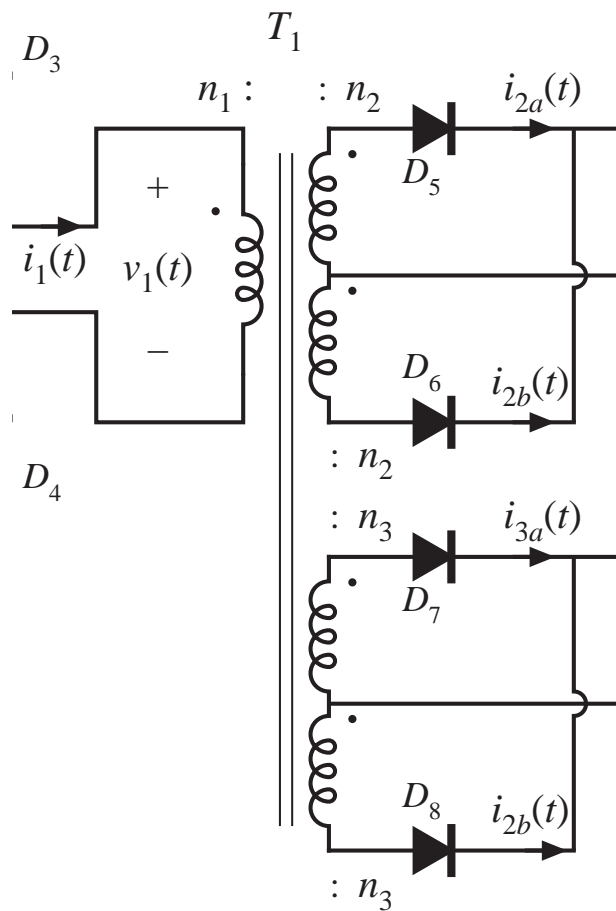 T₁
D₃
n₁ : : n₂ i₂ₐ(t)
D₅
+
i₁(t) v₁(t)
−
D₆ i₂b(t)
: n₂
D₄
: n₃ i₃ₐ(t)
D₇
D₈ i₂b(t)
: n₃